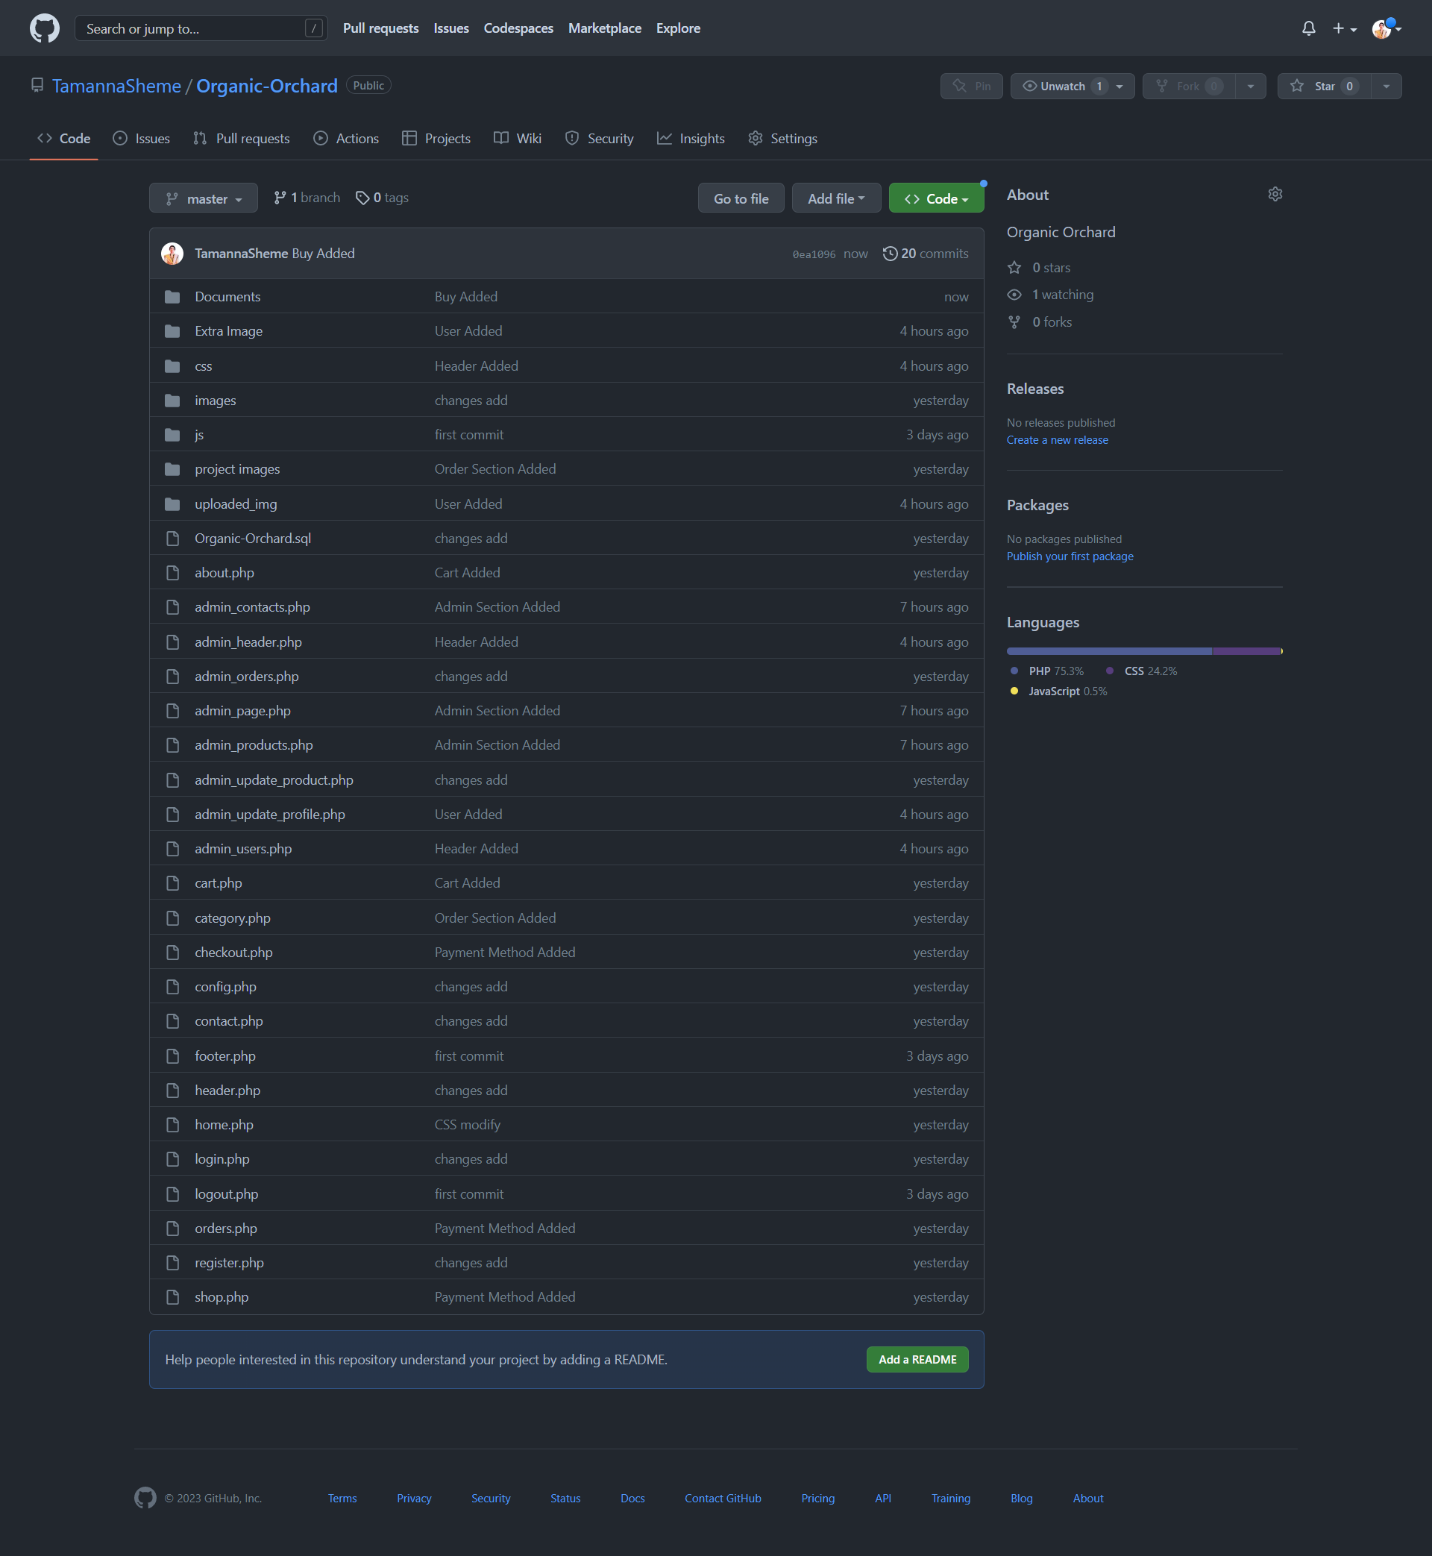 Search or jump to... / Pull requests Issues Codespaces Marketplace Explore
TamannaSheme / Organic-Orchard Public Pin Unwatch 1 Fork 0 Star 0
Code Issues Pull requests Actions Projects Wiki Security Insights Settings
master 1 branch 0 tags Go to file Add file Code
TamannaSheme Buy Added 0ea1096 now 20 commits
Documents Buy Added now
Extra Image User Added 4 hours ago
css Header Added 4 hours ago
images changes add yesterday
js first commit 3 days ago
project images Order Section Added yesterday
uploaded_img User Added 4 hours ago
Organic-Orchard.sql changes add yesterday
about.php Cart Added yesterday
admin_contacts.php Admin Section Added 7 hours ago
admin_header.php Header Added 4 hours ago
admin_orders.php changes add yesterday
admin_page.php Admin Section Added 7 hours ago
admin_products.php Admin Section Added 7 hours ago
admin_update_product.php changes add yesterday
admin_update_profile.php User Added 4 hours ago
admin_users.php Header Added 4 hours ago
cart.php Cart Added yesterday
category.php Order Section Added yesterday
checkout.php Payment Method Added yesterday
config.php changes add yesterday
contact.php changes add yesterday
footer.php first commit 3 days ago
header.php changes add yesterday
home.php CSS modify yesterday
login.php changes add yesterday
logout.php first commit 3 days ago
orders.php Payment Method Added yesterday
register.php changes add yesterday
shop.php Payment Method Added yesterday
Help people interested in this repository understand your project by adding a README. Add a README
About
Organic Orchard
0 stars
1 watching
0 forks
Releases
No releases published
Create a new release
Packages
No packages published
Publish your first package
Languages
PHP 75.3% CSS 24.2%
JavaScript 0.5%
© 2023 GitHub, Inc. Terms Privacy Security Status Docs Contact GitHub Pricing API Training Blog About